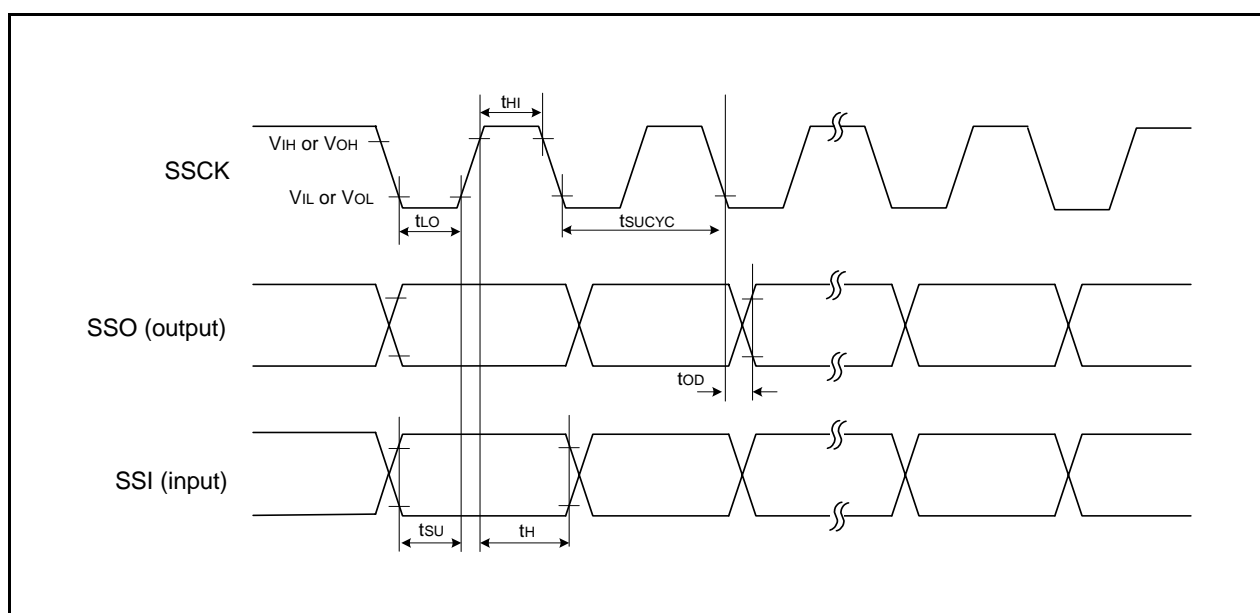 tHI
VIH or VOH
SSCK
VIL or VOL
tLO
tSUCYC
SSO (output)
tOD
SSI (input)
tSU
tH